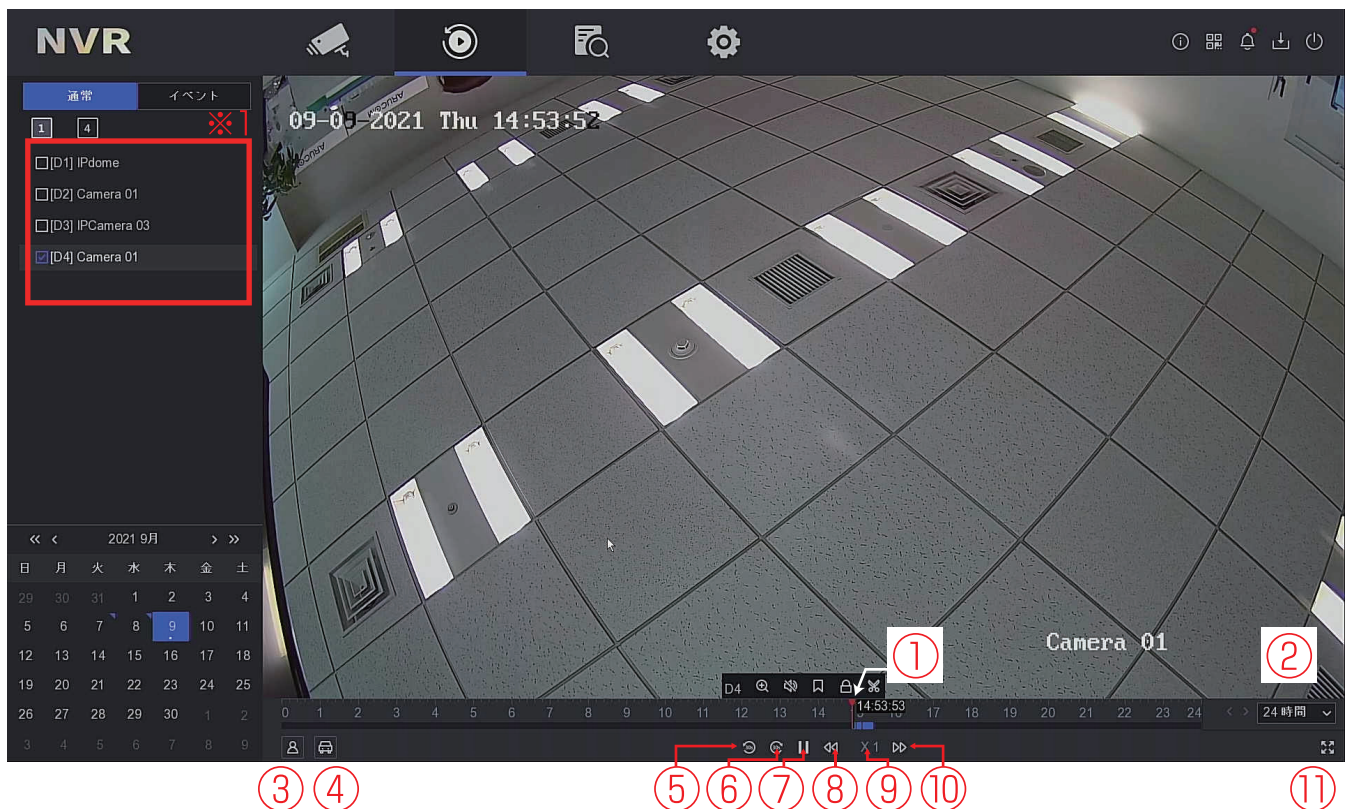 NVR
通常 イベント
1 4 ※1
[D1] IPdome
[D2] Camera 01
[D3] IPCamera 03
[D4] Camera 01
09-09-2021 Thu 14:53:52
Camera 01
2021 9月
日 月 火 水 木 金 土
29 30 31 1 2 3 4
5 6 7 8 9 10 11
12 13 14 15 16 17 18
19 20 21 22 23 24 25
26 27 28 29 30 1 2
3 4 5 6 7 8 9
① ②
D4
14:53:53
0 1 2 3 4 5 6 7 8 9 10 11 12 13 14 15 16 17 18 19 20 21 22 23 24 24時間
X 1
③ ④ ⑤ ⑥ ⑦ ⑧ ⑨ ⑩ ⑪